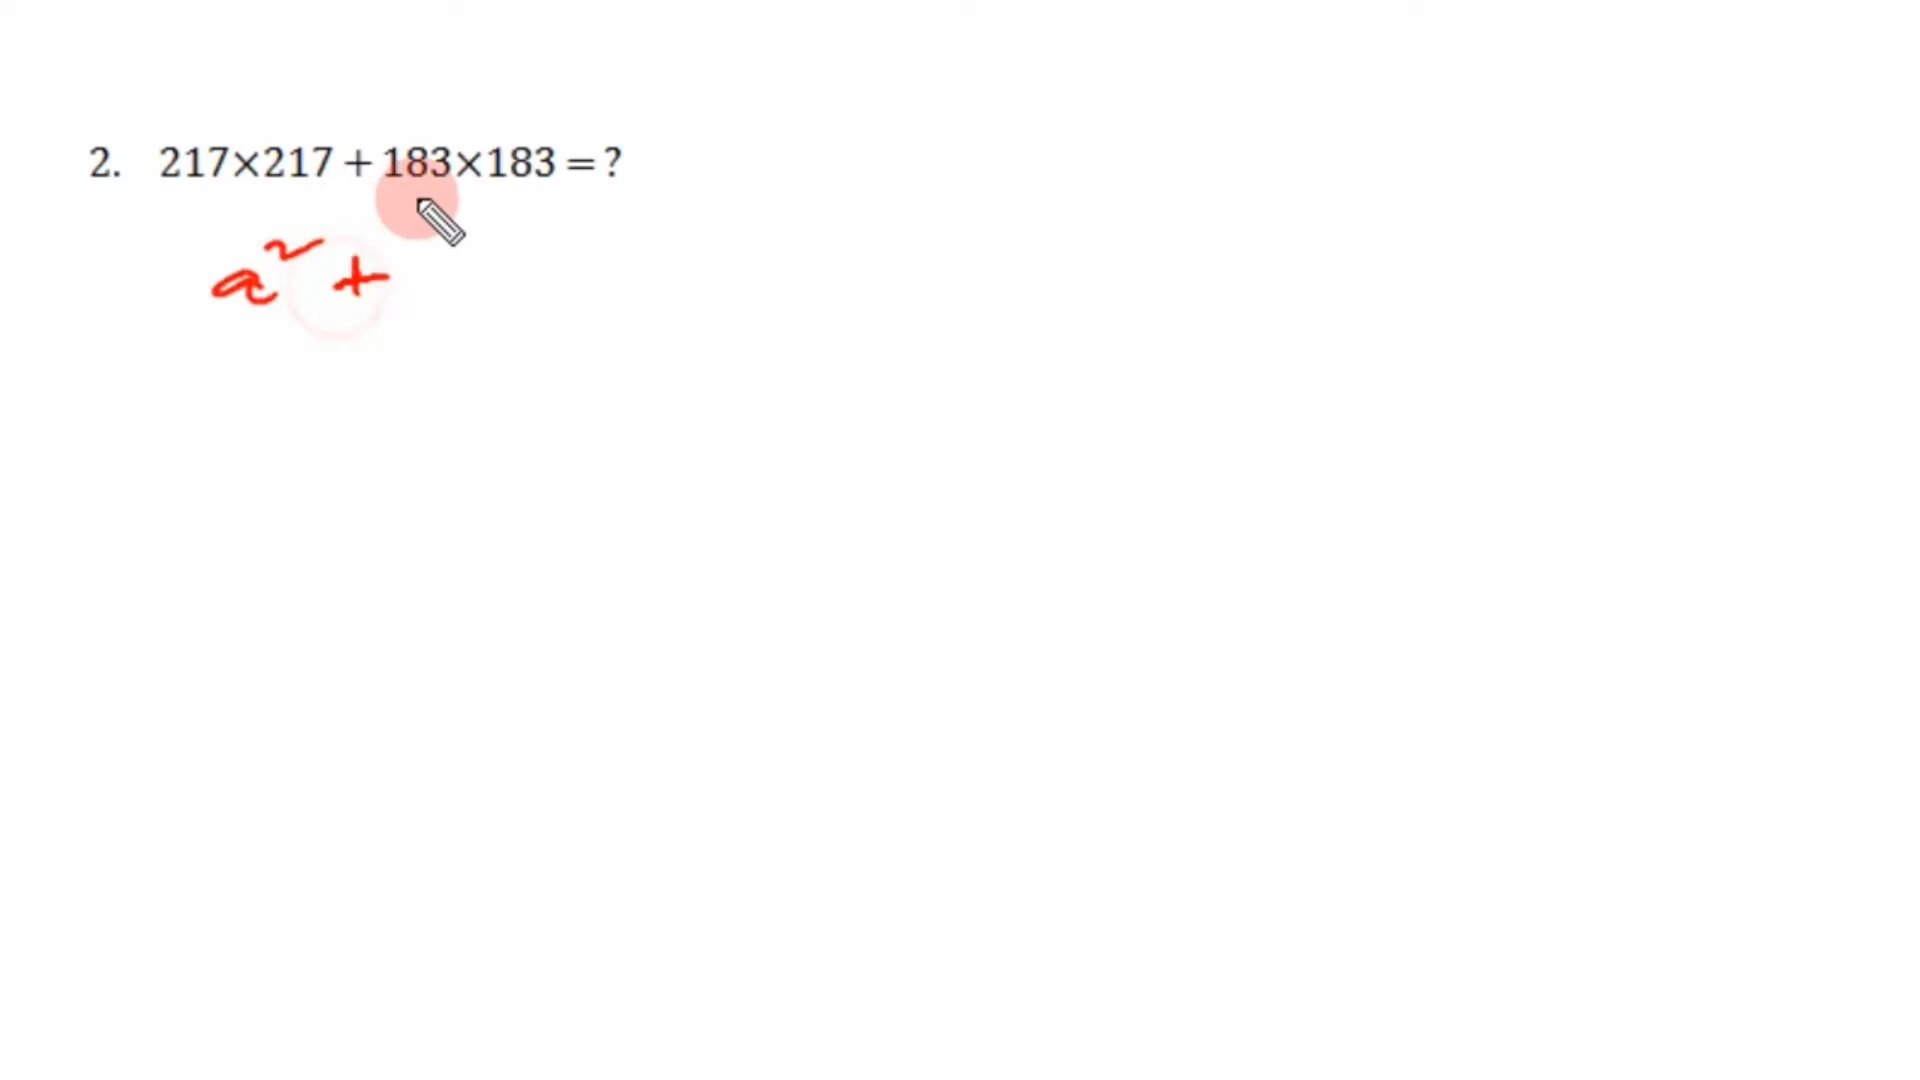 2. 217×217 + 183×183 = ?
a² +